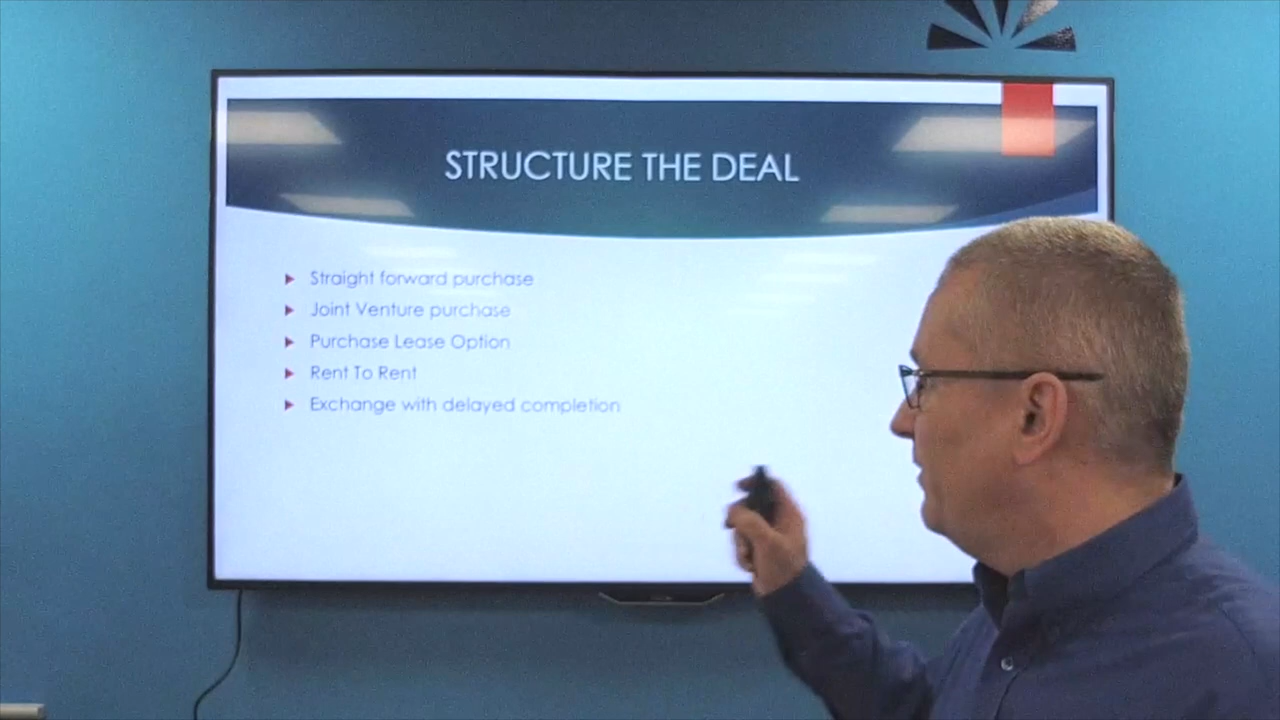 STRUCTURE THE DEAL
Straight forward purchase
Joint Venture purchase
Purchase Lease Option
Rent To Rent
Exchange with delayed completion